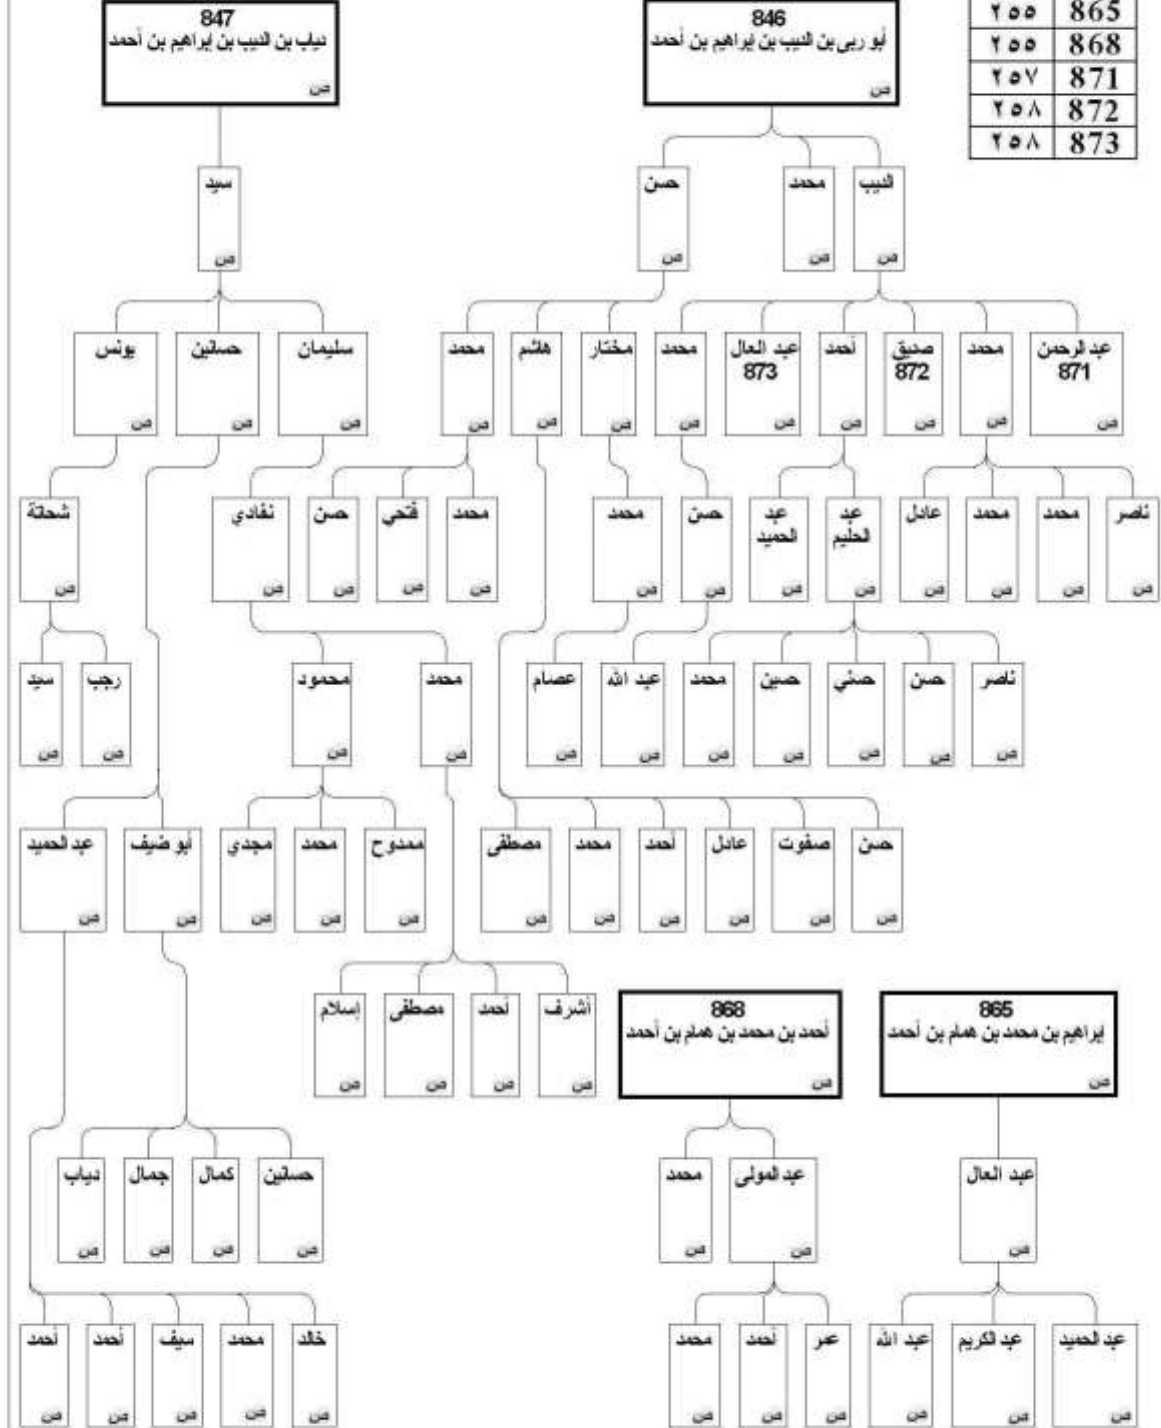 865 ٢٥٥
868 ٢٥٥
871 ٢٥٧
872 ٢٥٨
873 ٢٥٨
846
أبو ربي بن الديب بن إبراهيم بن أحمد
ص
847
دياب بن الديب بن إبراهيم بن أحمد
ص
الديب
ص
محمد
ص
حسن
ص
سيد
ص
عبد الرحمن
871
ص
محمد
ص
صديق
872
ص
أحمد
ص
عبد العال
873
ص
محمد
ص
مختار
ص
هاشم
ص
محمد
ص
سليمان
ص
حسانين
ص
يونس
ص
ناصر
ص
محمد
ص
محمد
ص
عادل
ص
عبد
الحليم
ص
عبد
الحميد
ص
حسن
ص
محمد
ص
محمد
ص
فتحي
ص
حسن
ص
نفادي
ص
شحاتة
ص
ناصر
ص
حسن
ص
حسني
ص
حسين
ص
محمد
ص
عبد الله
ص
عصام
ص
محمد
ص
محمود
ص
رجب
ص
سيد
ص
حسن
ص
صفوت
ص
عادل
ص
أحمد
ص
محمد
ص
مصطفى
ص
ممدوح
ص
محمد
ص
مجدي
ص
أبو ضيف
ص
عبد الحميد
ص
865
إبراهيم بن محمد بن همام بن أحمد
ص
868
أحمد بن محمد بن همام بن أحمد
ص
أشرف
ص
أحمد
ص
مصطفى
ص
إسلام
ص
عبد العال
ص
عبد المولى
ص
محمد
ص
حسانين
ص
كمال
ص
جمال
ص
دياب
ص
عبد الحميد
ص
عبد الكريم
ص
عبد الله
ص
عمر
ص
أحمد
ص
محمد
ص
خالد
ص
محمد
ص
سيف
ص
أحمد
ص
أحمد
ص